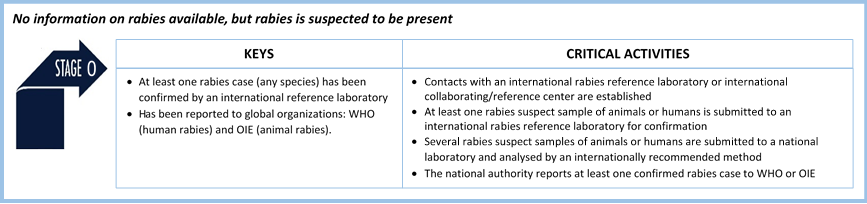 No information on rabies available, but rabies is suspected to be present
STAGE 0
KEYS
• At least one rabies case (any species) has been
confirmed by an international reference laboratory
• Has been reported to global organizations: WHO
(human rabies) and OIE (animal rabies).
CRITICAL ACTIVITIES
• Contacts with an international rabies reference laboratory or international
collaborating/reference center are established
• At least one rabies suspect sample of animals or humans is submitted to an
international rabies reference laboratory for confirmation
• Several rabies suspect samples of animals or humans are submitted to a national
laboratory and analysed by an internationally recommended method
• The national authority reports at least one confirmed rabies case to WHO or OIE